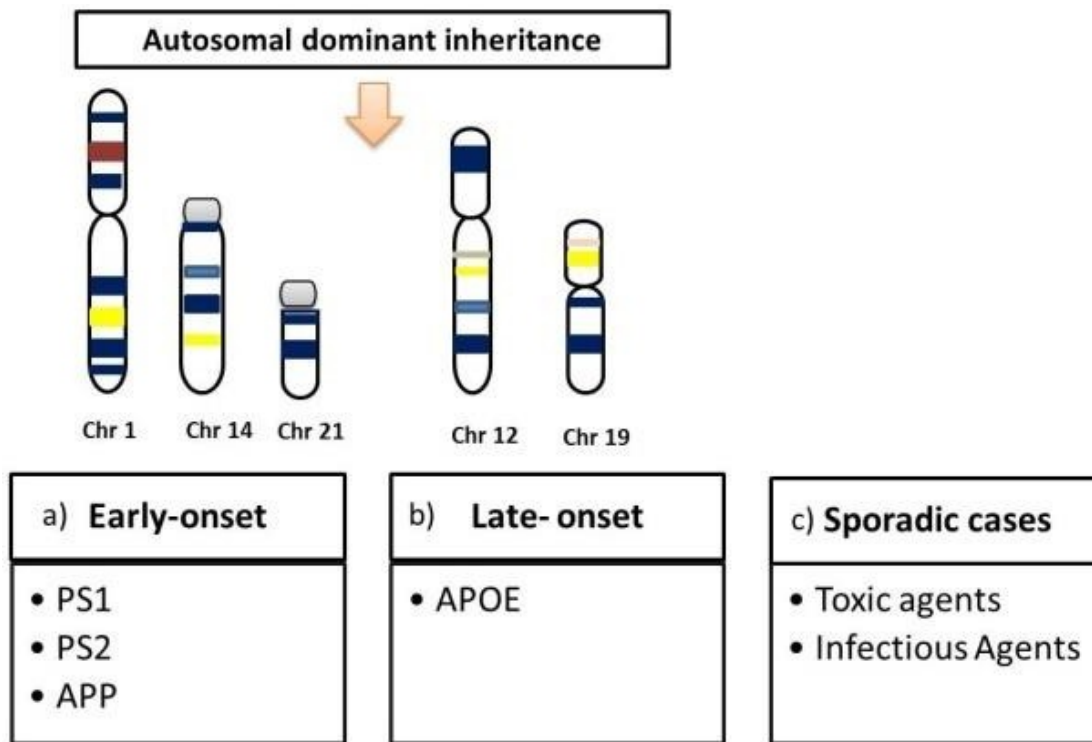 Autosomal dominant inheritance
Chr 1
Chr 14
Chr 21
Chr 12
Chr 19
a) Early-onset
• PS1
• PS2
• APP
b) Late- onset
• APOE
c) Sporadic cases
• Toxic agents
• Infectious Agents